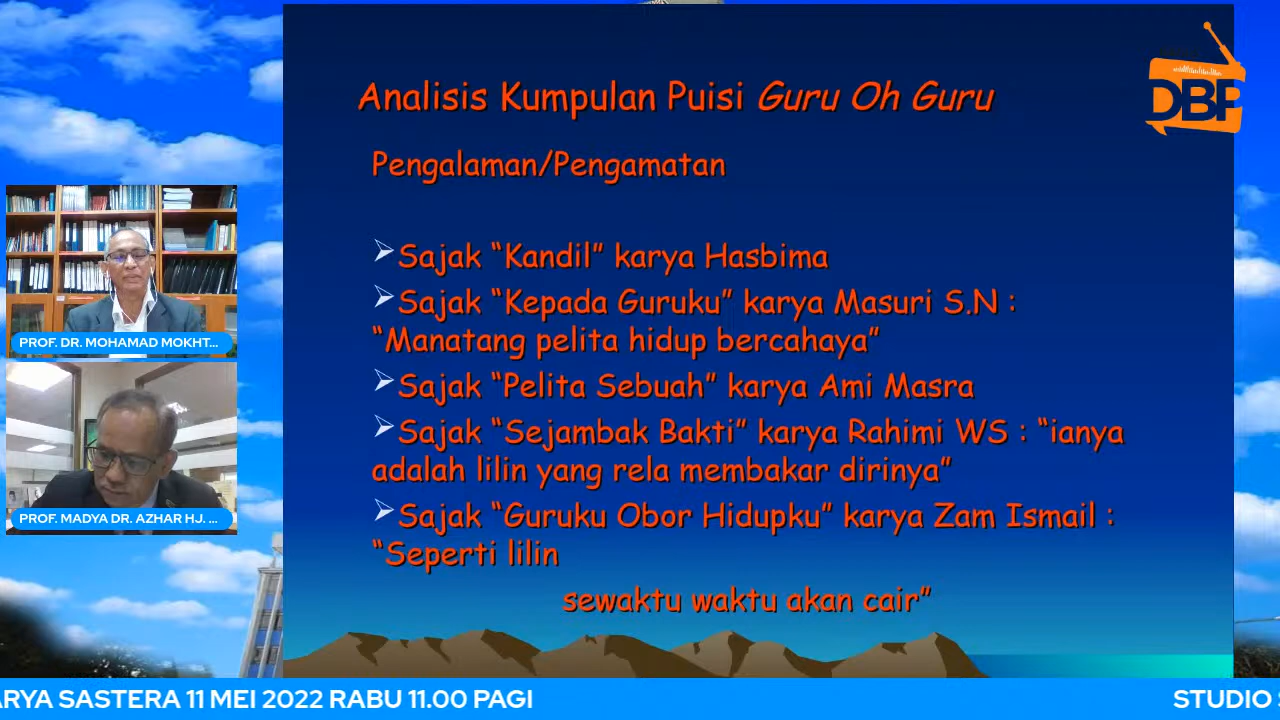 Analisis Kumpulan Puisi Guru Oh Guru
DBP
Pengalaman/Pengamatan
Sajak “Kandil” karya Hasbima
Sajak “Kepada Guruku” karya Masuri S.N :
“Manatang pelita hidup bercahaya”
Sajak “Pelita Sebuah” karya Ami Masra
Sajak “Sejambak Bakti” karya Rahimi WS : “ianya
adalah lilin yang rela membakar dirinya”
Sajak “Guruku Obor Hidupku” karya Zam Ismail :
“Seperti lilin
sewaktu waktu akan cair”
PROF. DR. MOHAMAD MOKHT...
PROF. MADYA DR. AZHAR HJ. ...
ARYA SASTERA 11 MEI 2022 RABU 11.00 PAGI
STUDIO S